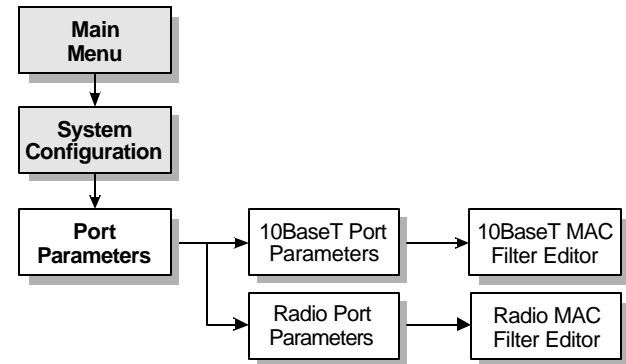 Main
Menu
System
Configuration
Port
Parameters
10BaseT Port
Parameters
10BaseT MAC
Filter Editor
Radio Port
Parameters
Radio MAC
Filter Editor